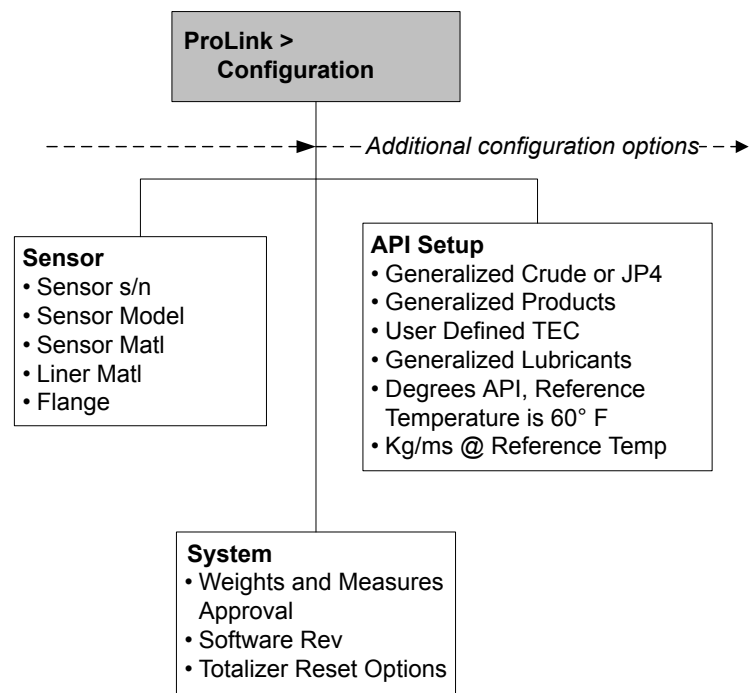 ProLink >
Configuration
Additional configuration options
Sensor
• Sensor s/n
• Sensor Model
• Sensor Matl
• Liner Matl
• Flange
API Setup
• Generalized Crude or JP4
• Generalized Products
• User Defined TEC
• Generalized Lubricants
• Degrees API, Reference
Temperature is 60° F
• Kg/ms @ Reference Temp
System
• Weights and Measures
Approval
• Software Rev
• Totalizer Reset Options